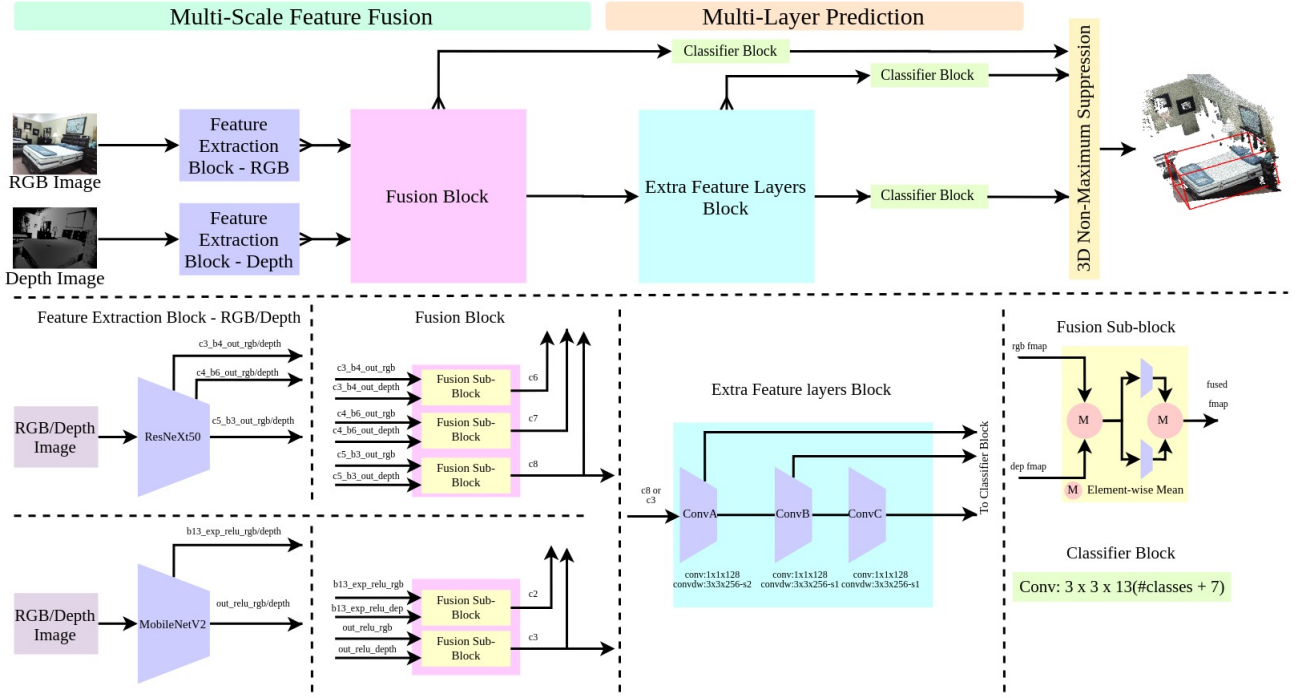 Multi-Scale Feature Fusion
Multi-Layer Prediction
Classifier Block
Classifier Block
Feature
Extraction
Block - RGB
RGB Image
Fusion Block
Extra Feature Layers
Block
Classifier Block
3D Non-Maximum Suppression
Feature
Extraction
Block - Depth
Depth Image
Feature Extraction Block - RGB/Depth
c3_b4_out_rgb/depth
c4_b6_out_rgb/depth
c5_b3_out_rgb/depth
RGB/Depth
Image
ResNeXt50
b13_exp_relu_rgb/depth
out_relu_rgb/depth
RGB/Depth
Image
MobileNetV2
Fusion Block
c3_b4_out_rgb
c3_b4_out_depth
Fusion Sub-
Block
c6
c4_b6_out_rgb
c4_b6_out_depth
Fusion Sub-
Block
c7
c5_b3_out_rgb
c5_b3_out_depth
Fusion Sub-
Block
c8
b13_exp_relu_rgb
b13_exp_relu_dep
Fusion Sub-
Block
c2
out_relu_rgb
out_relu_depth
Fusion Sub-
Block
c3
Extra Feature layers Block
c8 or
c3
ConvA
ConvB
ConvC
To Classifier Block
conv:1x1x128
convdw:3x3x256-s2
conv:1x1x128
convdw:3x3x256-s1
conv:1x1x128
convdw:3x3x256-s1
Fusion Sub-block
rgb fmap
M
M
fused
fmap
dep fmap
M
Element-wise Mean
Classifier Block
Conv: 3 x 3 x 13(#classes + 7)